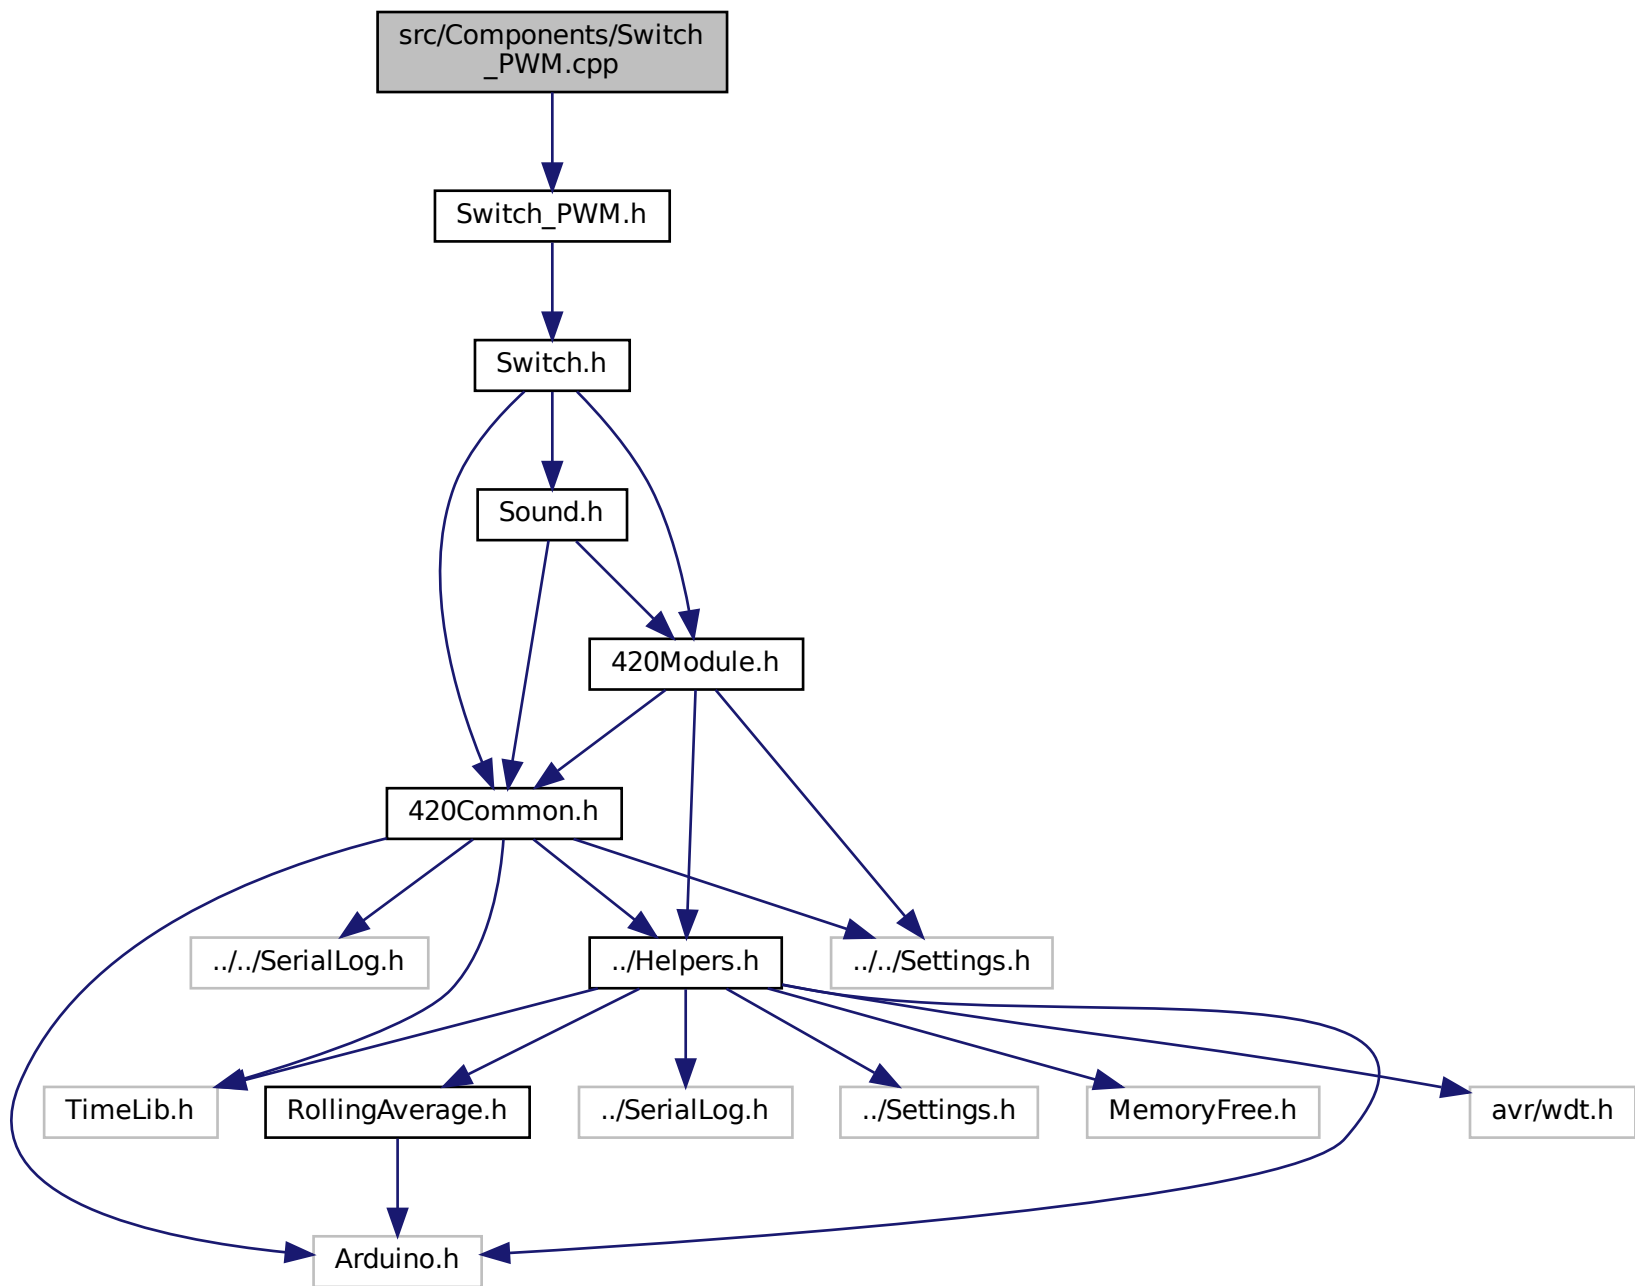 src/Components/Switch
_PWM.cpp
Switch_PWM.h
Switch.h
Sound.h
420Module.h
420Common.h
../../SerialLog.h
../Helpers.h
../../Settings.h
TimeLib.h
RollingAverage.h
../SerialLog.h
../Settings.h
MemoryFree.h
avr/wdt.h
Arduino.h